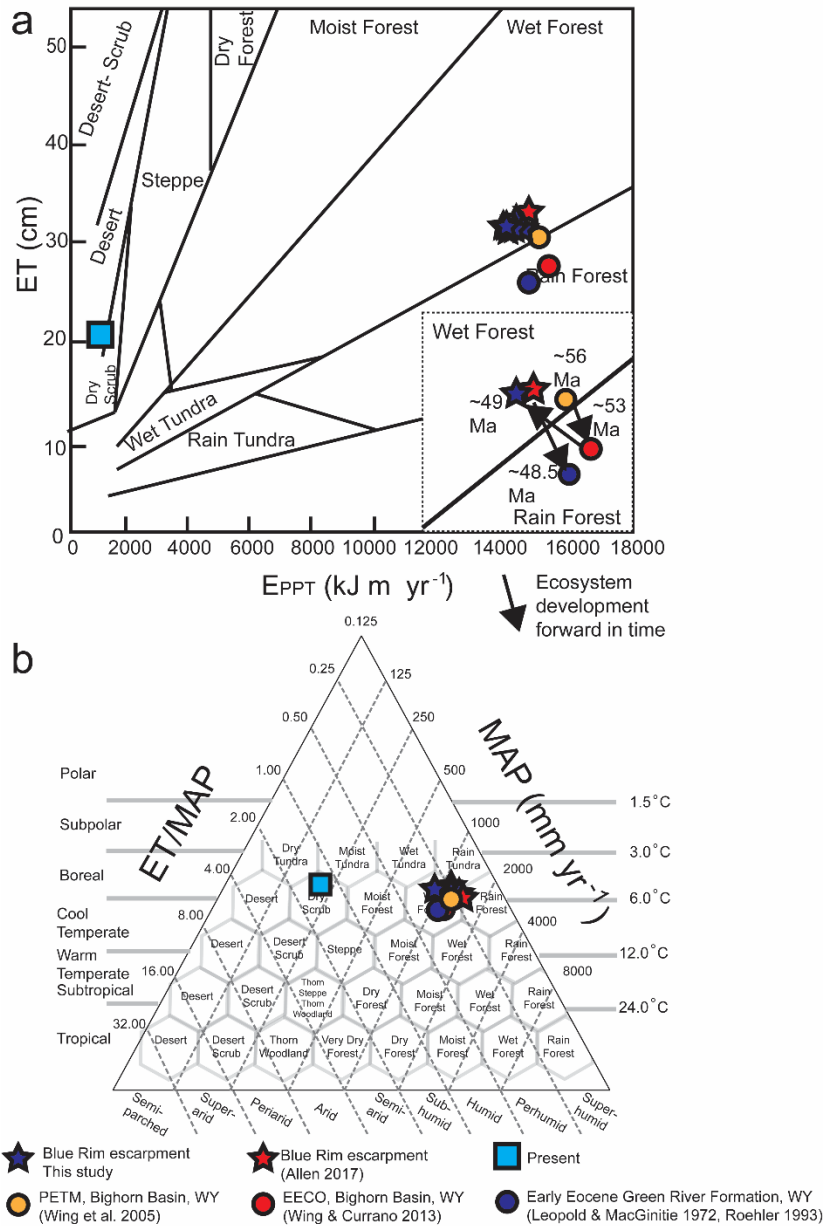 a
Desert- Scrub
Desert
Steppe
Dry
Forest
Moist Forest
Wet Forest
50
40
30
20
10
0
ET (cm)
Dry
Scrub
Wet Tundra
Rain Tundra
Rain Forest
Wet Forest
~56
Ma
~49
Ma
~53
Ma
~48.5
Ma
Rain Forest
0 2000 4000 6000 8000 10000 12000 14000 16000 18000
EPPT (kJ m yr⁻¹)
Ecosystem
development
forward in time
b
0.125
0.25 125
0.50 250
1.00 500
2.00 1000
4.00 2000
8.00 4000
16.00 8000
32.00
ET/MAP
MAP (mm yr⁻¹)
Polar
Subpolar
Boreal
Cool
Temperate
Warm
Temperate
Subtropical
Tropical
1.5°C
3.0°C
6.0°C
12.0°C
24.0°C
Dry
Tundra
Moist
Tundra
Wet
Tundra
Rain
Tundra
Desert
Dry
Scrub
Moist
Forest
Rain
Forest
Desert
Desert
Scrub
Steppe
Moist
Forest
Wet
Forest
Rain
Forest
Desert
Desert
Scrub
Thorn
Steppe
Thorn
Woodland
Dry
Forest
Moist
Forest
Wet
Forest
Rain
Forest
Desert
Desert
Scrub
Thorn
Woodland
Very Dry
Forest
Dry
Forest
Moist
Forest
Wet
Forest
Rain
Forest
Semi-
parched
Super-
arid
Periarid
Arid
Semi-
arid
Sub-
humid
Humid
Perhumid
Super-
humid
Blue Rim escarpment
This study
Blue Rim escarpment
(Allen 2017)
Present
PETM, Bighorn Basin, WY
(Wing et al. 2005)
EECO, Bighorn Basin, WY
(Wing & Currano 2013)
Early Eocene Green River Formation, WY
(Leopold & MacGinitie 1972, Roehler 1993)